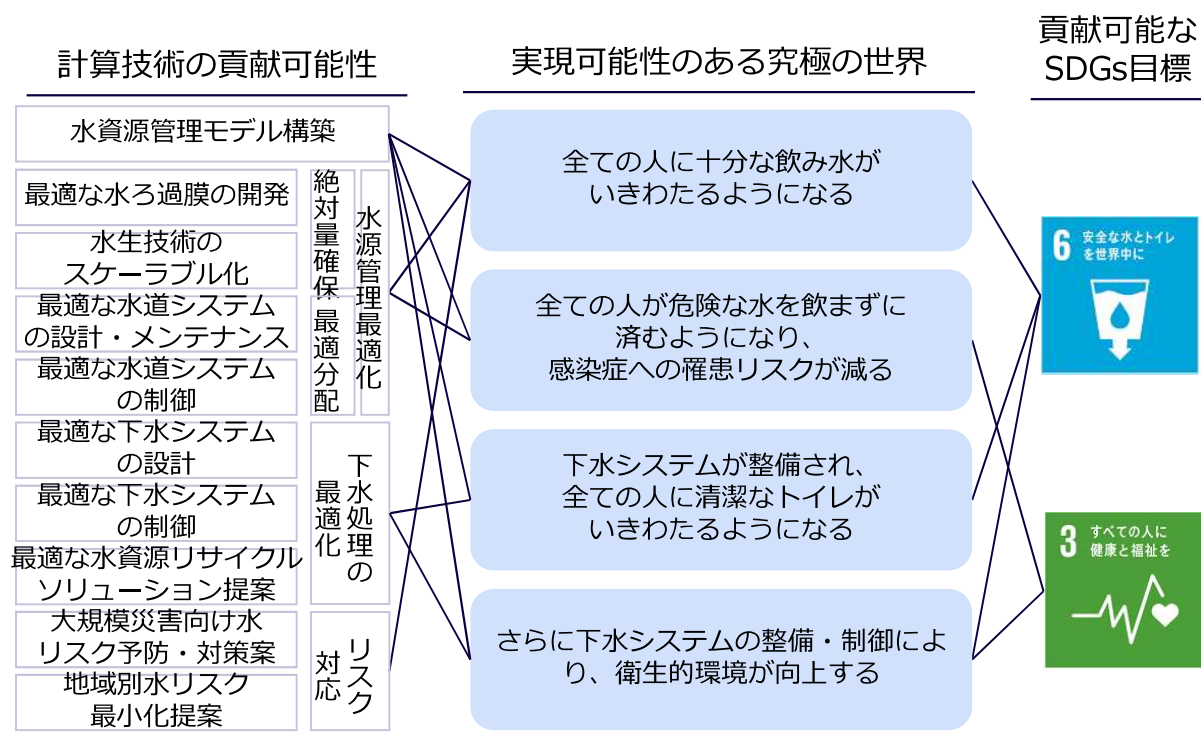 計算技術の貢献可能性
実現可能性のある究極の世界
貢献可能な
SDGs目標
水資源管理モデル構築
最適な水ろ過膜の開発
水生技術の
スケーラブル化
最適な水道システム
の設計・メンテナンス
最適な水道システム
の制御
最適な下水システム
の設計
最適な下水システム
の制御
最適な水資源リサイクル
ソリューション提案
大規模災害向け水
リスク予防・対策案
地域別水リスク
最小化提案
絶対量確保
最適分配
水源管理最適化
下水処理の
最適化
リスク
対応
全ての人に十分な飲み水が
いきわたるようになる
全ての人が危険な水を飲まずに
済むようになり、
感染症への罹患リスクが減る
下水システムが整備され、
全ての人に清潔なトイレが
いきわたるようになる
さらに下水システムの整備・制御によ
り、衛生的環境が向上する
6 安全な水とトイレ
を世界中に
3 すべての人に
健康と福祉を